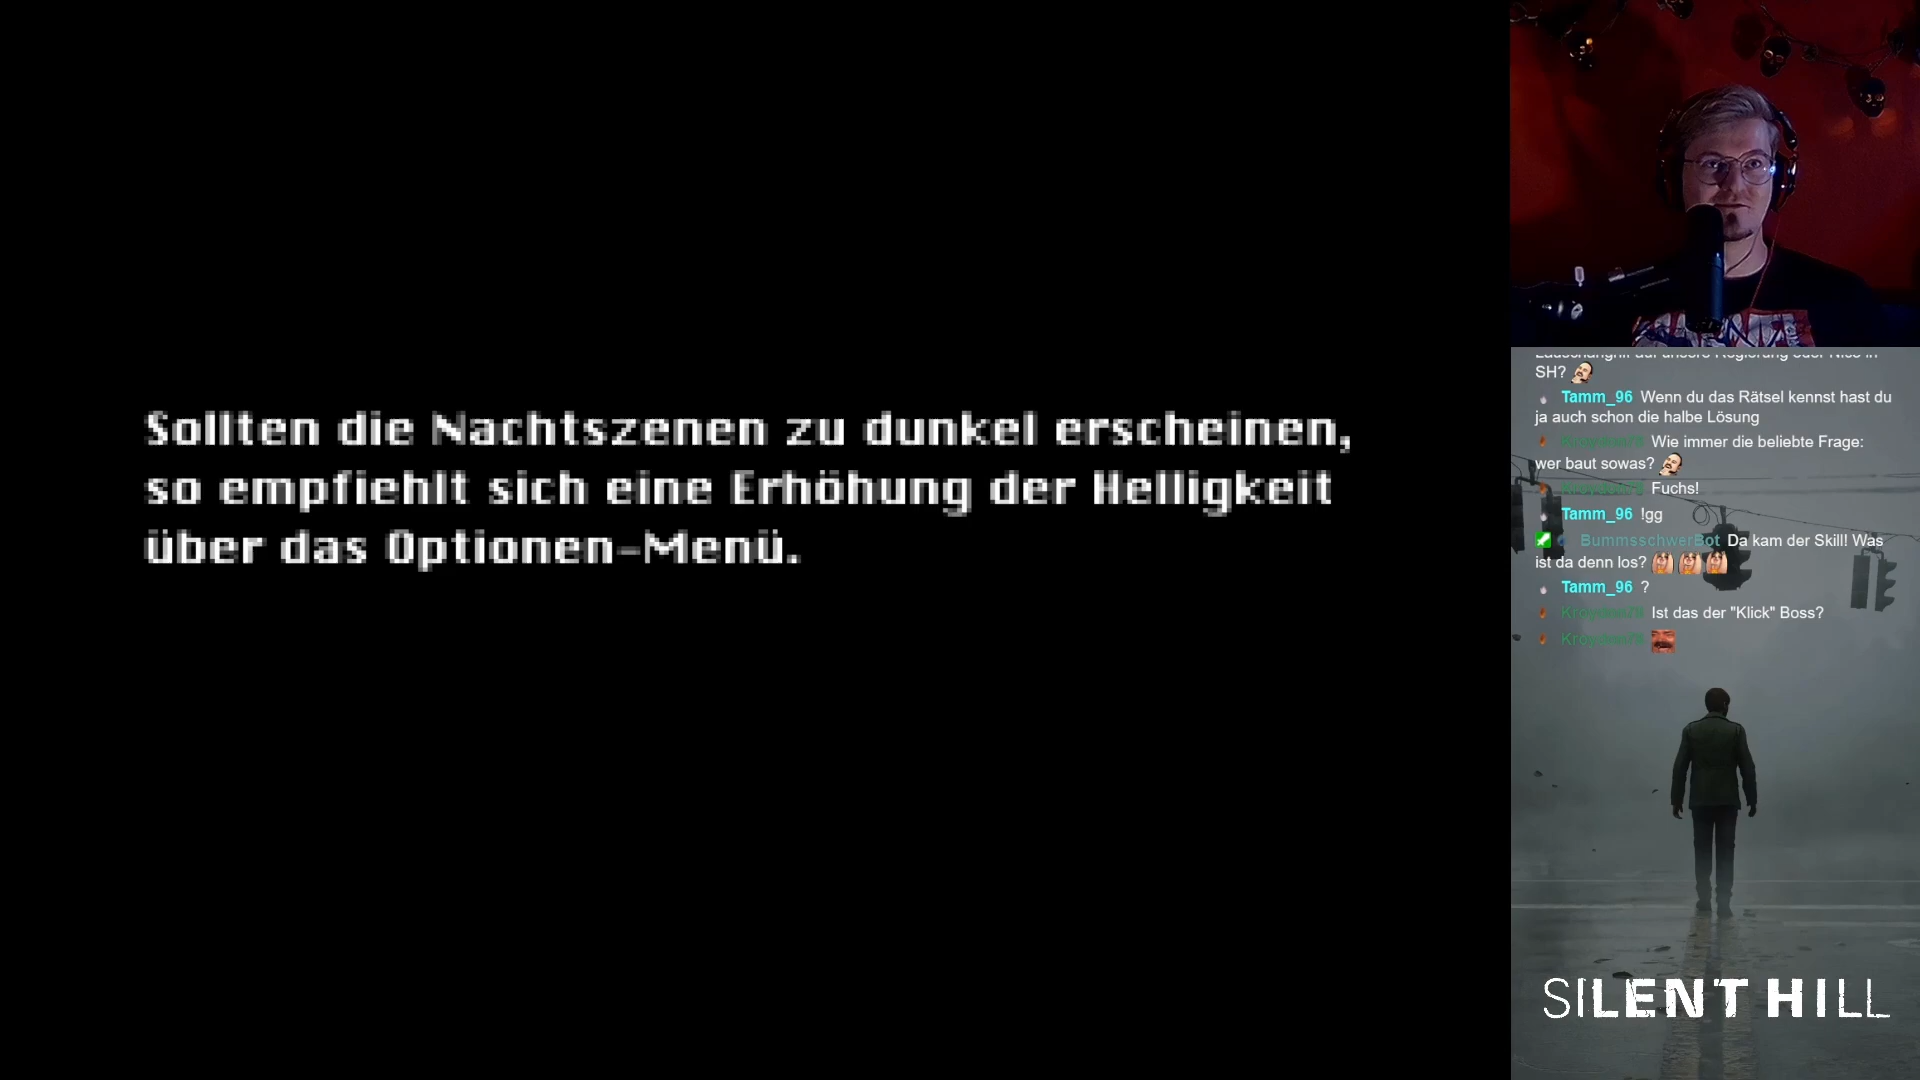 Sollten die Nachtszenen zu dunkel erscheinen,
so empfiehlt sich eine Erhöhung der Helligkeit
über das Optionen-Menü.
SH?
Tamm_96 Wenn du das Rätsel kennst hast du
ja auch schon die halbe Lösung
Wie immer die beliebte Frage:
wer baut sowas?
Fuchs!
Tamm_96 !gg
BummsschwerBot Da kam der Skill! Was
ist da denn los?
Tamm_96 ?
Ist das der "Klick" Boss?
SILENT HILL